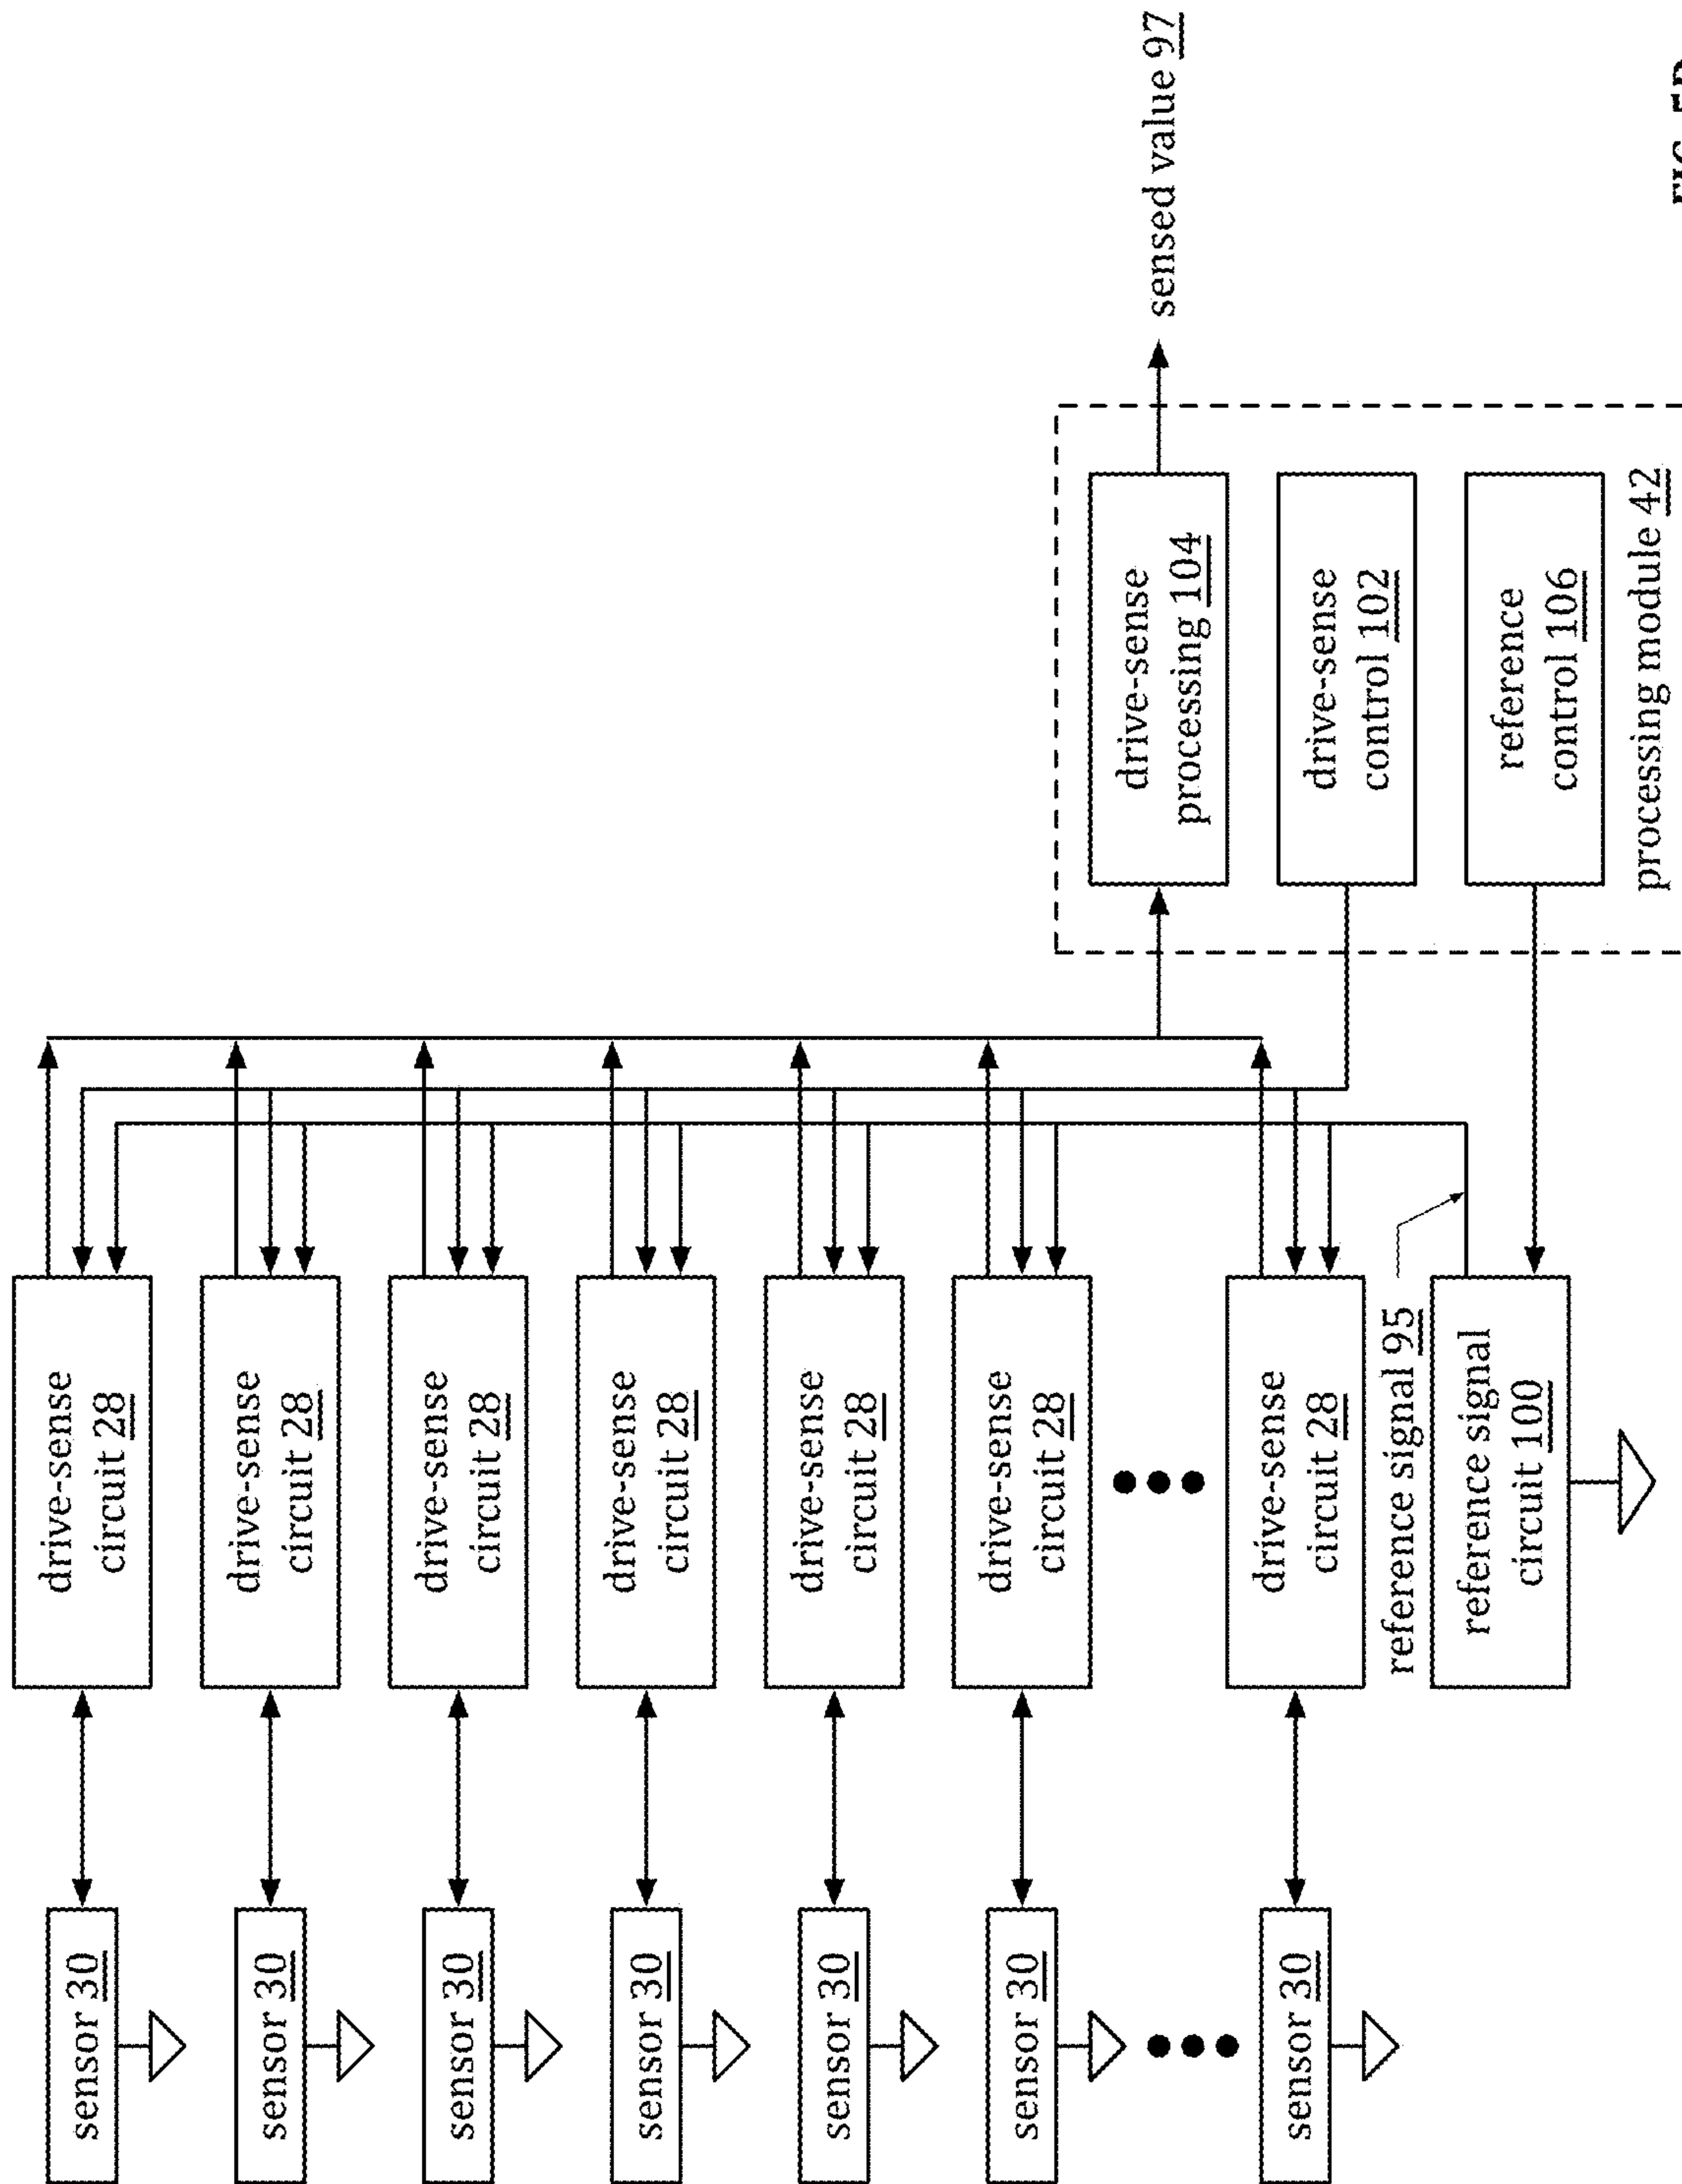 sensor 30
drive-sense
circuit 28
sensor 30
drive-sense
circuit 28
sensor 30
drive-sense
circuit 28
sensor 30
drive-sense
circuit 28
sensor 30
drive-sense
circuit 28
sensor 30
drive-sense
circuit 28
sensor 30
drive-sense
circuit 28
reference signal 95
reference signal
circuit 100
drive-sense
processing 104
sensed value 97
drive-sense
control 102
reference
control 106
processing module 42
FIG.